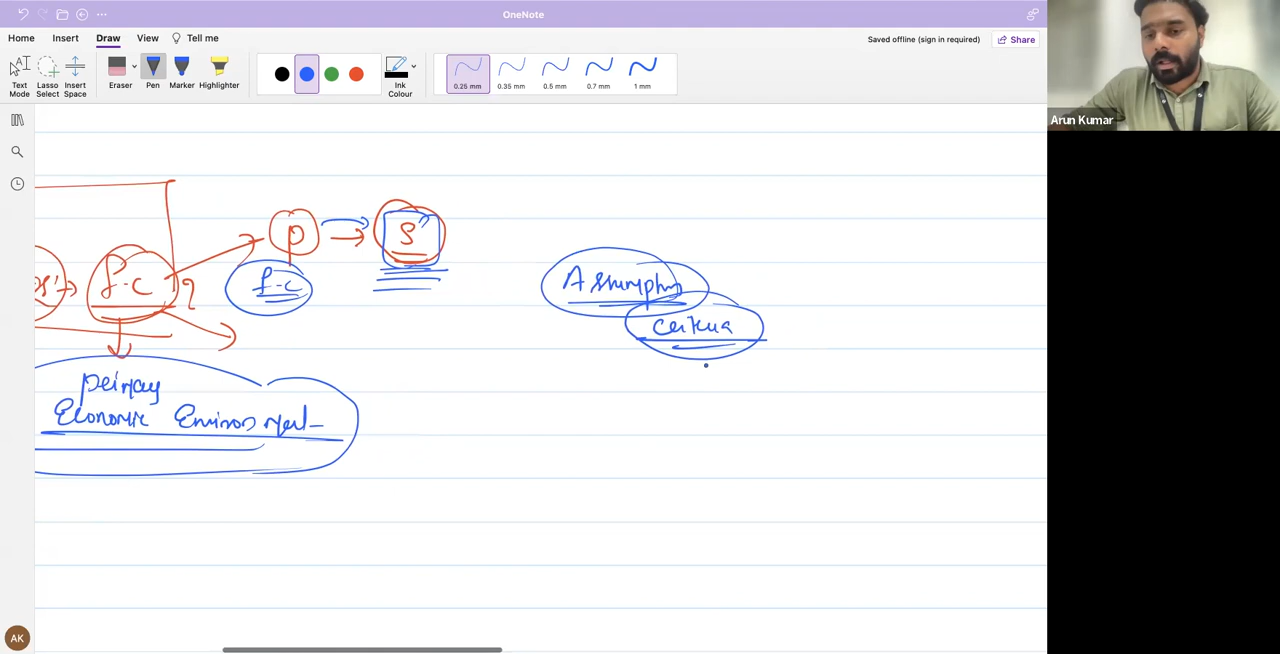 OneNote
Home Insert Draw View Tell me
Saved offline (sign in required) Share
Text Mode
Lasso Select
Insert Space
Eraser
Pen
Marker
Highlighter
Ink Colour
0.25 mm
0.35 mm
0.5 mm
0.7 mm
1 mm
Arun Kumar
P → S
f-c
f-c
Assumption
Primary
Economic Environment
AK